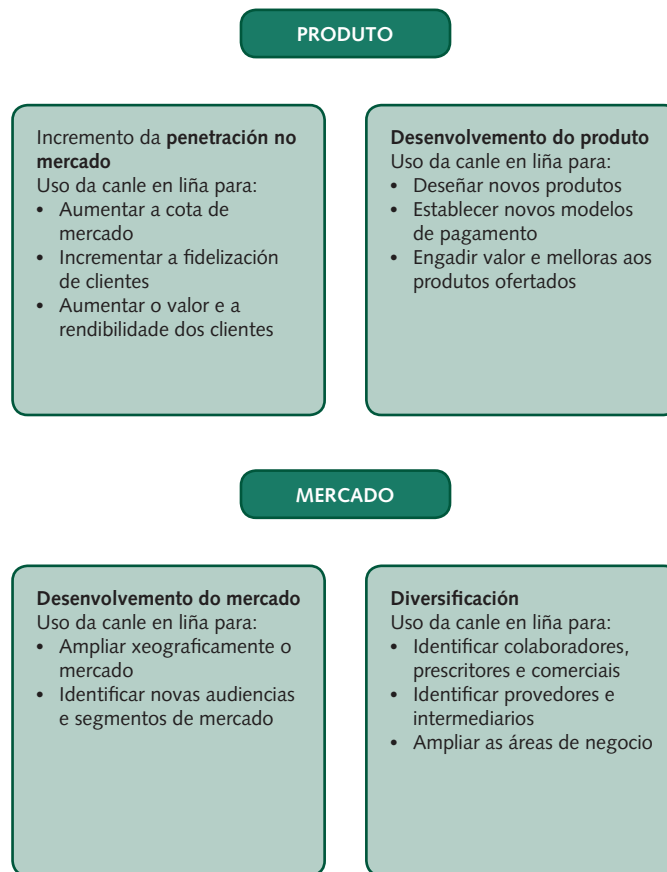 PRODUTO
Incremento da penetración no
mercado
Uso da canle en liña para:
• Aumentar a cota de
mercado
• Incrementar a fidelización
de clientes
• Aumentar o valor e a
rendibilidade dos clientes
Desenvolvemento do produto
Uso da canle en liña para:
• Deseñar novos produtos
• Establecer novos modelos
de pagamento
• Engadir valor e melloras aos
produtos ofertados
MERCADO
Desenvolvemento do mercado
Uso da canle en liña para:
• Ampliar xeograficamente o
mercado
• Identificar novas audiencias
e segmentos de mercado
Diversificación
Uso da canle en liña para:
• Identificar colaboradores,
prescritores e comerciais
• Identificar provedores e
intermediarios
• Ampliar as áreas de negocio